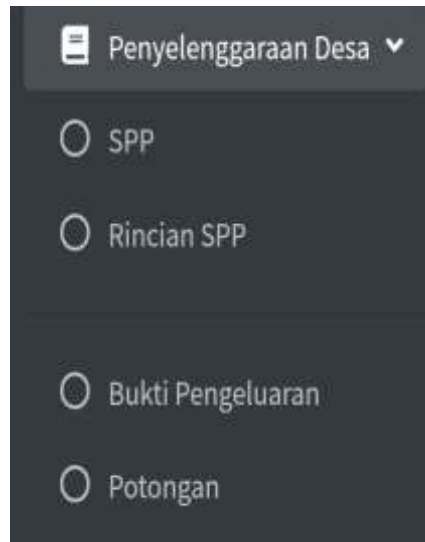 Penyelenggaraan Desa
SPP
Rincian SPP
Bukti Pengeluaran
Potongan